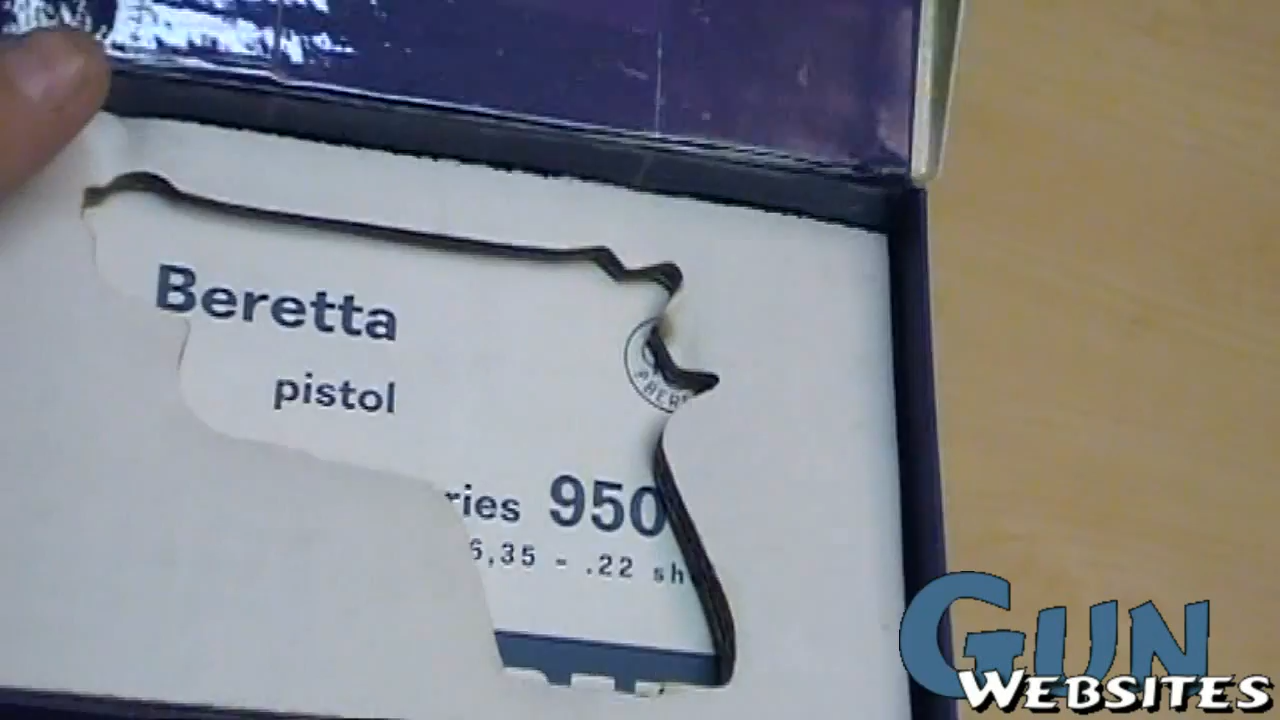 Beretta
pistol
ries 950
6,35 - .22 sh
GUN
WEBSITES